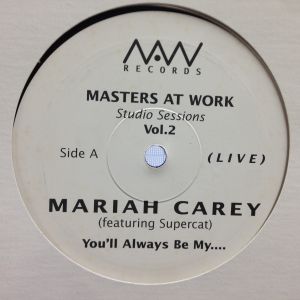 MAW
RECORDS
MASTERS AT WORK
Studio Sessions
Vol.2
Side A
(LIVE)
MARIAH CAREY
(featuring Supercat)
You'll Always Be My....